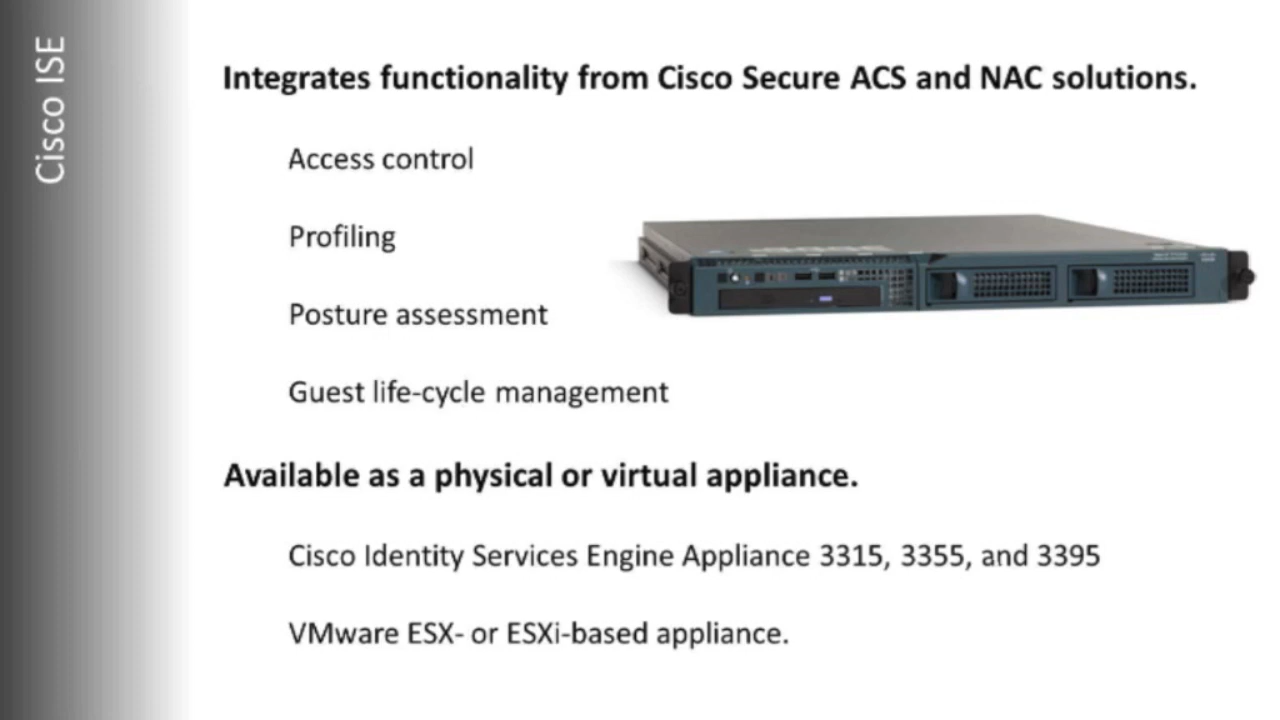 Cisco ISE
Integrates functionality from Cisco Secure ACS and NAC solutions.
Access control
Profiling
Posture assessment
Guest life-cycle management
Available as a physical or virtual appliance.
Cisco Identity Services Engine Appliance 3315, 3355, and 3395
VMware ESX- or ESXi-based appliance.